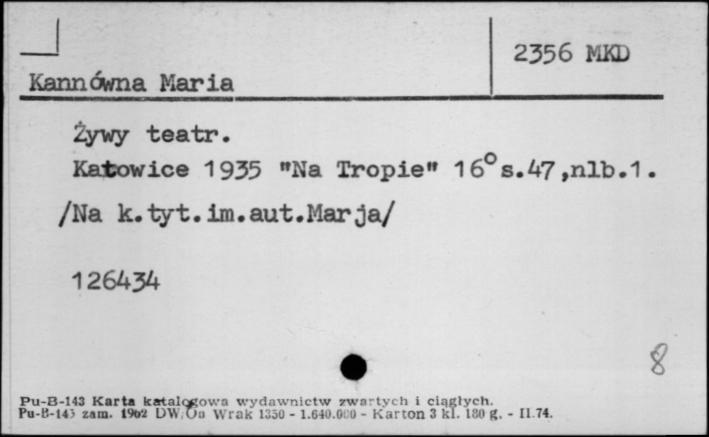 2356 MKD
Kannówna Maria
Żywy teatr.
Katowice 1935 "Na Tropie" 16° s.47,nlb.1.
/Na k.tyt.im.aut.Marja/
126434
8
Pu-B-143 Karta katalogowa wydawnictw zwartych i ciągłych.
Pu-B-143 zam. 1962 DW. Oa Wrak 1350 - 1.640.000 - Karton 3 kl. 180 g. - II.74.